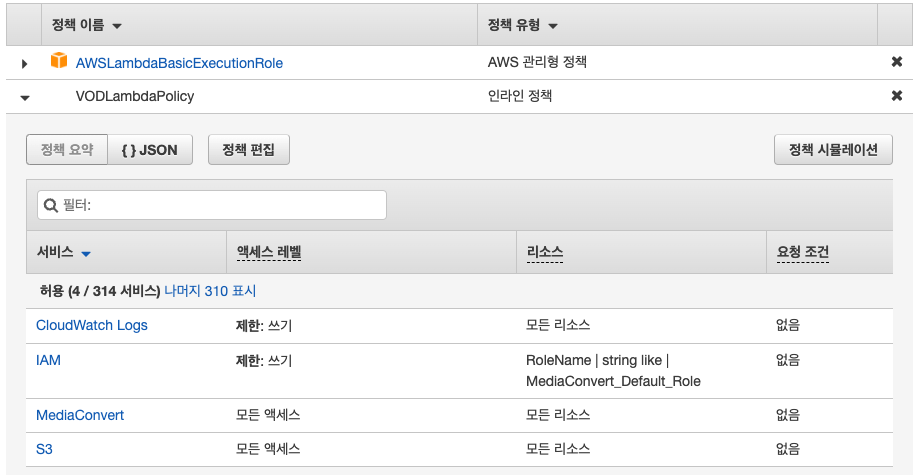 정책 이름 정책 유형
AWSLambdaBasicExecutionRole AWS 관리형 정책
VODLambdaPolicy 인라인 정책
정책 요약 { } JSON 정책 편집 정책 시뮬레이션
필터:
서비스 액세스 레벨 리소스 요청 조건
허용 (4 / 314 서비스) 나머지 310 표시
CloudWatch Logs 제한: 쓰기 모든 리소스 없음
IAM 제한: 쓰기 RoleName | string like | 없음
MediaConvert_Default_Role
MediaConvert 모든 액세스 모든 리소스 없음
S3 모든 액세스 모든 리소스 없음